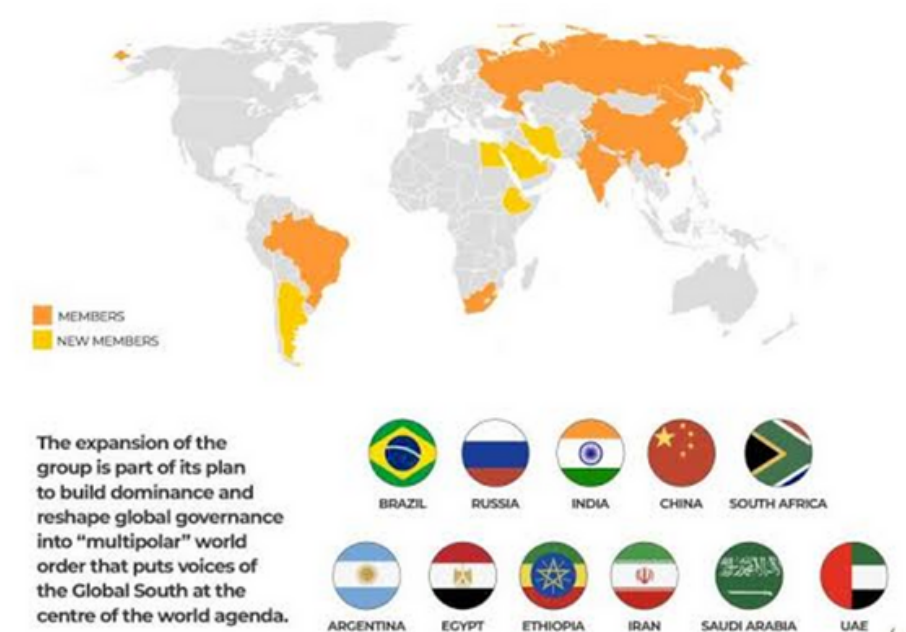 MEMBERS
NEW MEMBERS
The expansion of the
group is part of its plan
to build dominance and
reshape global governance
into “multipolar” world
order that puts voices of
the Global South at the
centre of the world agenda.
BRAZIL
RUSSIA
INDIA
CHINA
SOUTH AFRICA
ARGENTINA
EGYPT
ETHIOPIA
IRAN
SAUDI ARABIA
UAE